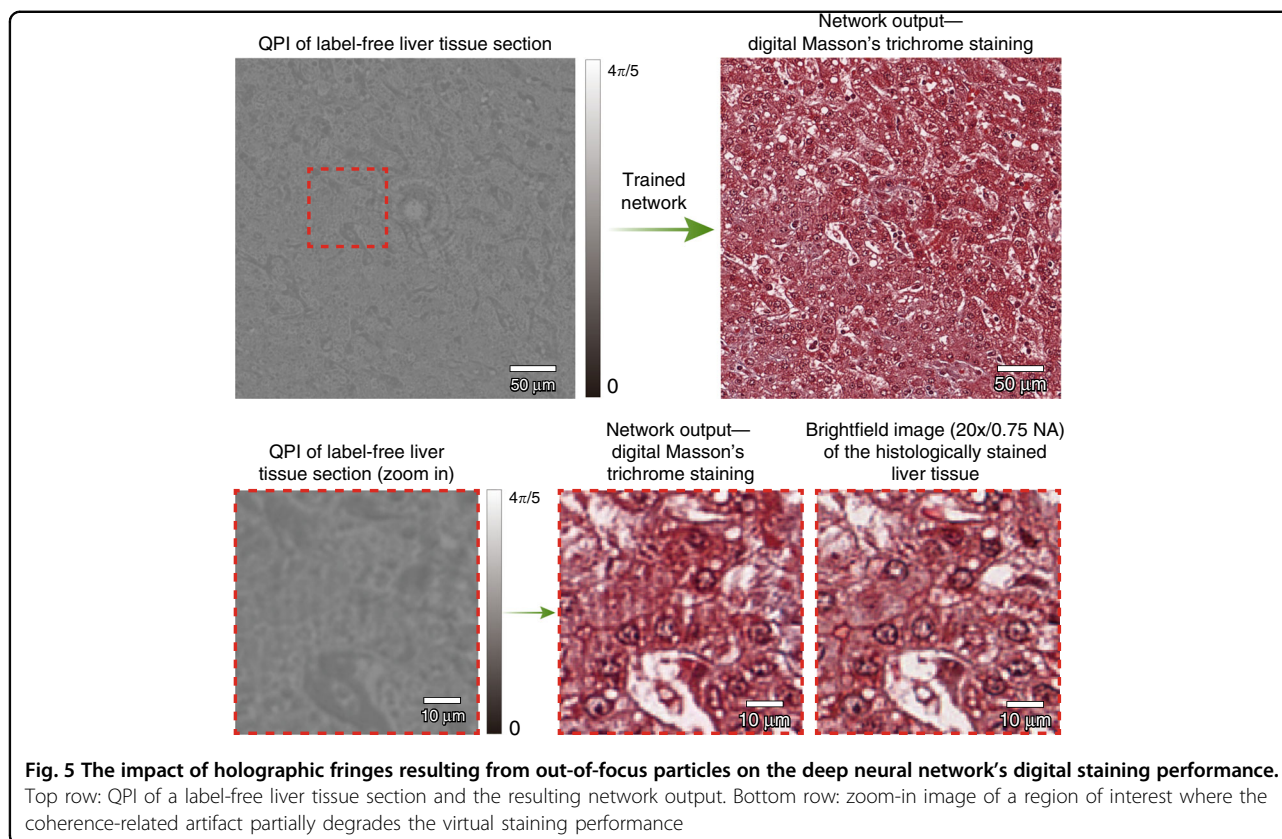 QPI of label-free liver tissue section
4π/5
0
50 μm
Trained
network
Network output—
digital Masson's trichrome staining
50 μm
QPI of label-free liver
tissue section (zoom in)
4π/5
0
10 μm
Network output—
digital Masson's
trichrome staining
10 μm
Brightfield image (20x/0.75 NA)
of the histologically stained
liver tissue
10 μm
Fig. 5 The impact of holographic fringes resulting from out-of-focus particles on the deep neural network's digital staining performance.
Top row: QPI of a label-free liver tissue section and the resulting network output. Bottom row: zoom-in image of a region of interest where the
coherence-related artifact partially degrades the virtual staining performance